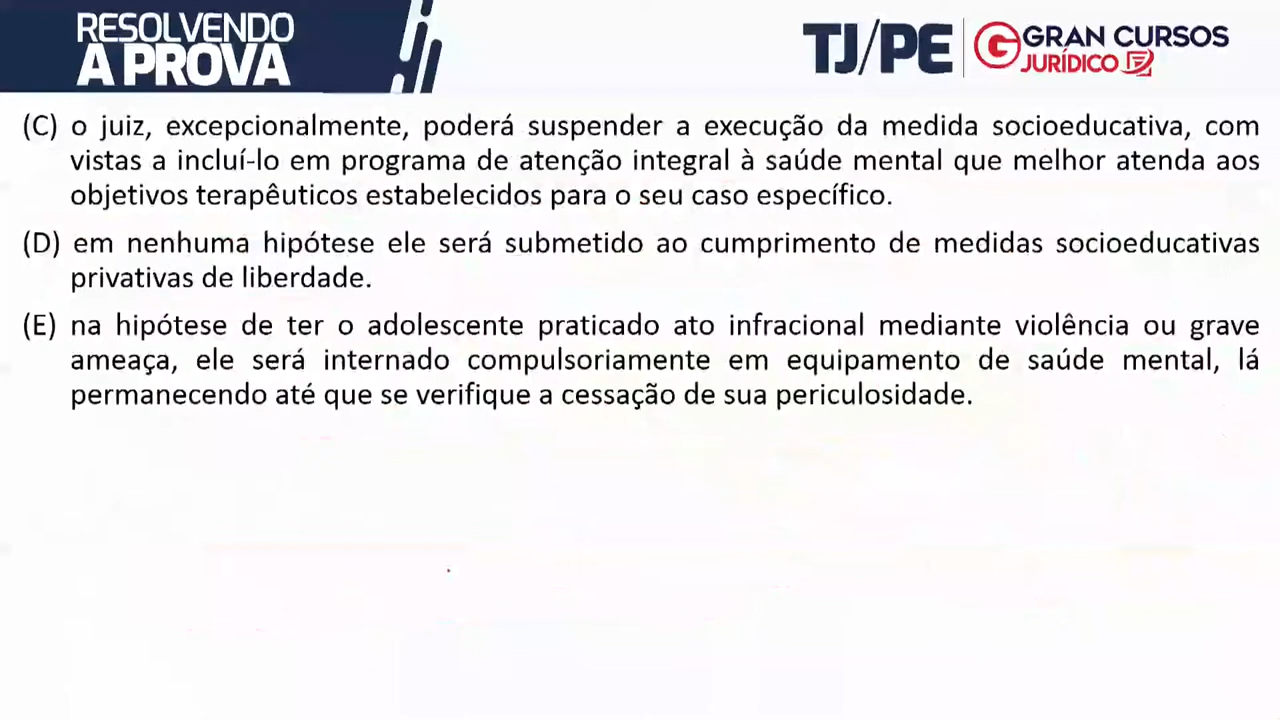 RESOLVENDO
A PROVA
TJ/PE
GRAN CURSOS
JURÍDICO
(C) o juiz, excepcionalmente, poderá suspender a execução da medida socioeducativa, com
vistas a incluí-lo em programa de atenção integral à saúde mental que melhor atenda aos
objetivos terapêuticos estabelecidos para o seu caso específico.
(D) em nenhuma hipótese ele será submetido ao cumprimento de medidas socioeducativas
privativas de liberdade.
(E) na hipótese de ter o adolescente praticado ato infracional mediante violência ou grave
ameaça, ele será internado compulsoriamente em equipamento de saúde mental, lá
permanecendo até que se verifique a cessação de sua periculosidade.